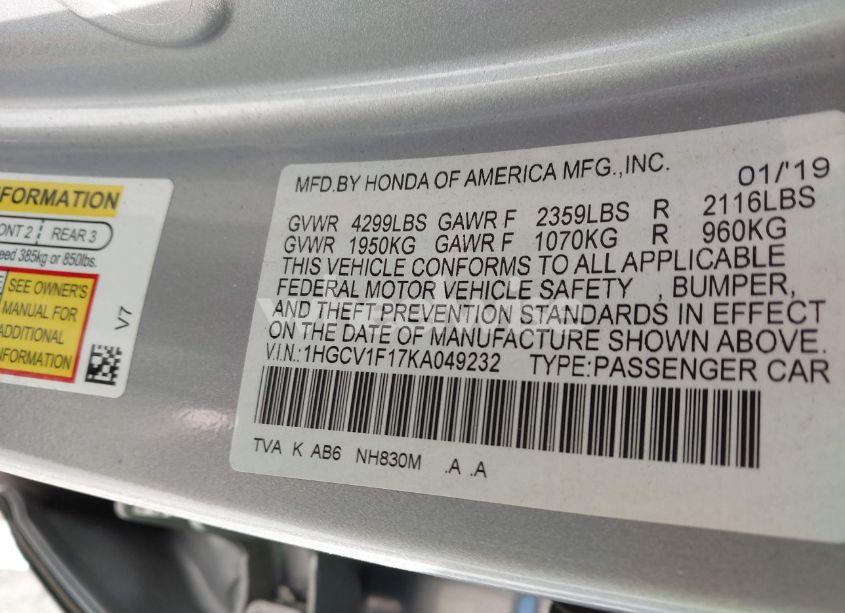 FORMATION
ONT 2 REAR 3
eed 385kg or 850lbs.
SEE OWNER'S
MANUAL FOR
ADDITIONAL
INFORMATION
V7
MFD.BY HONDA OF AMERICA MFG.,INC. 01/'19
GVWR 4299LBS GAWR F 2359LBS R 2116LBS
GVWR 1950KG GAWR F 1070KG R 960KG
THIS VEHICLE CONFORMS TO ALL APPLICABLE
FEDERAL MOTOR VEHICLE SAFETY , BUMPER,
AND THEFT PREVENTION STANDARDS IN EFFECT
ON THE DATE OF MANUFACTURE SHOWN ABOVE.
V.I.N.:1HGCV1F17KA049232 TYPE:PASSENGER CAR
TVA K AB6 NH830M .A .A